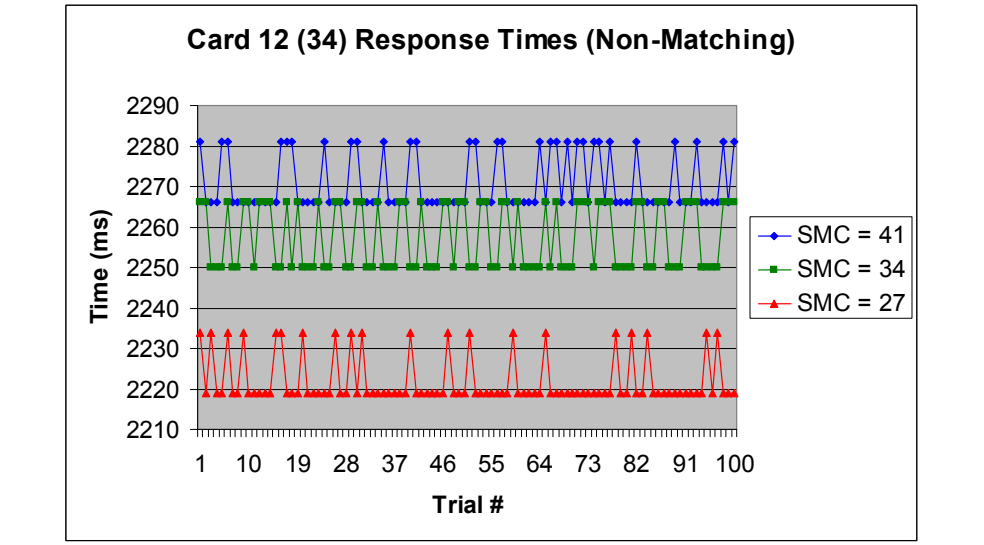 Card 12 (34) Response Times (Non-Matching)
2290
2280
2270
2260
2250
2240
2230
2220
2210
Time (ms)
1 10 19 28 37 46 55 64 73 82 91 100
Trial #
SMC = 41
SMC = 34
SMC = 27